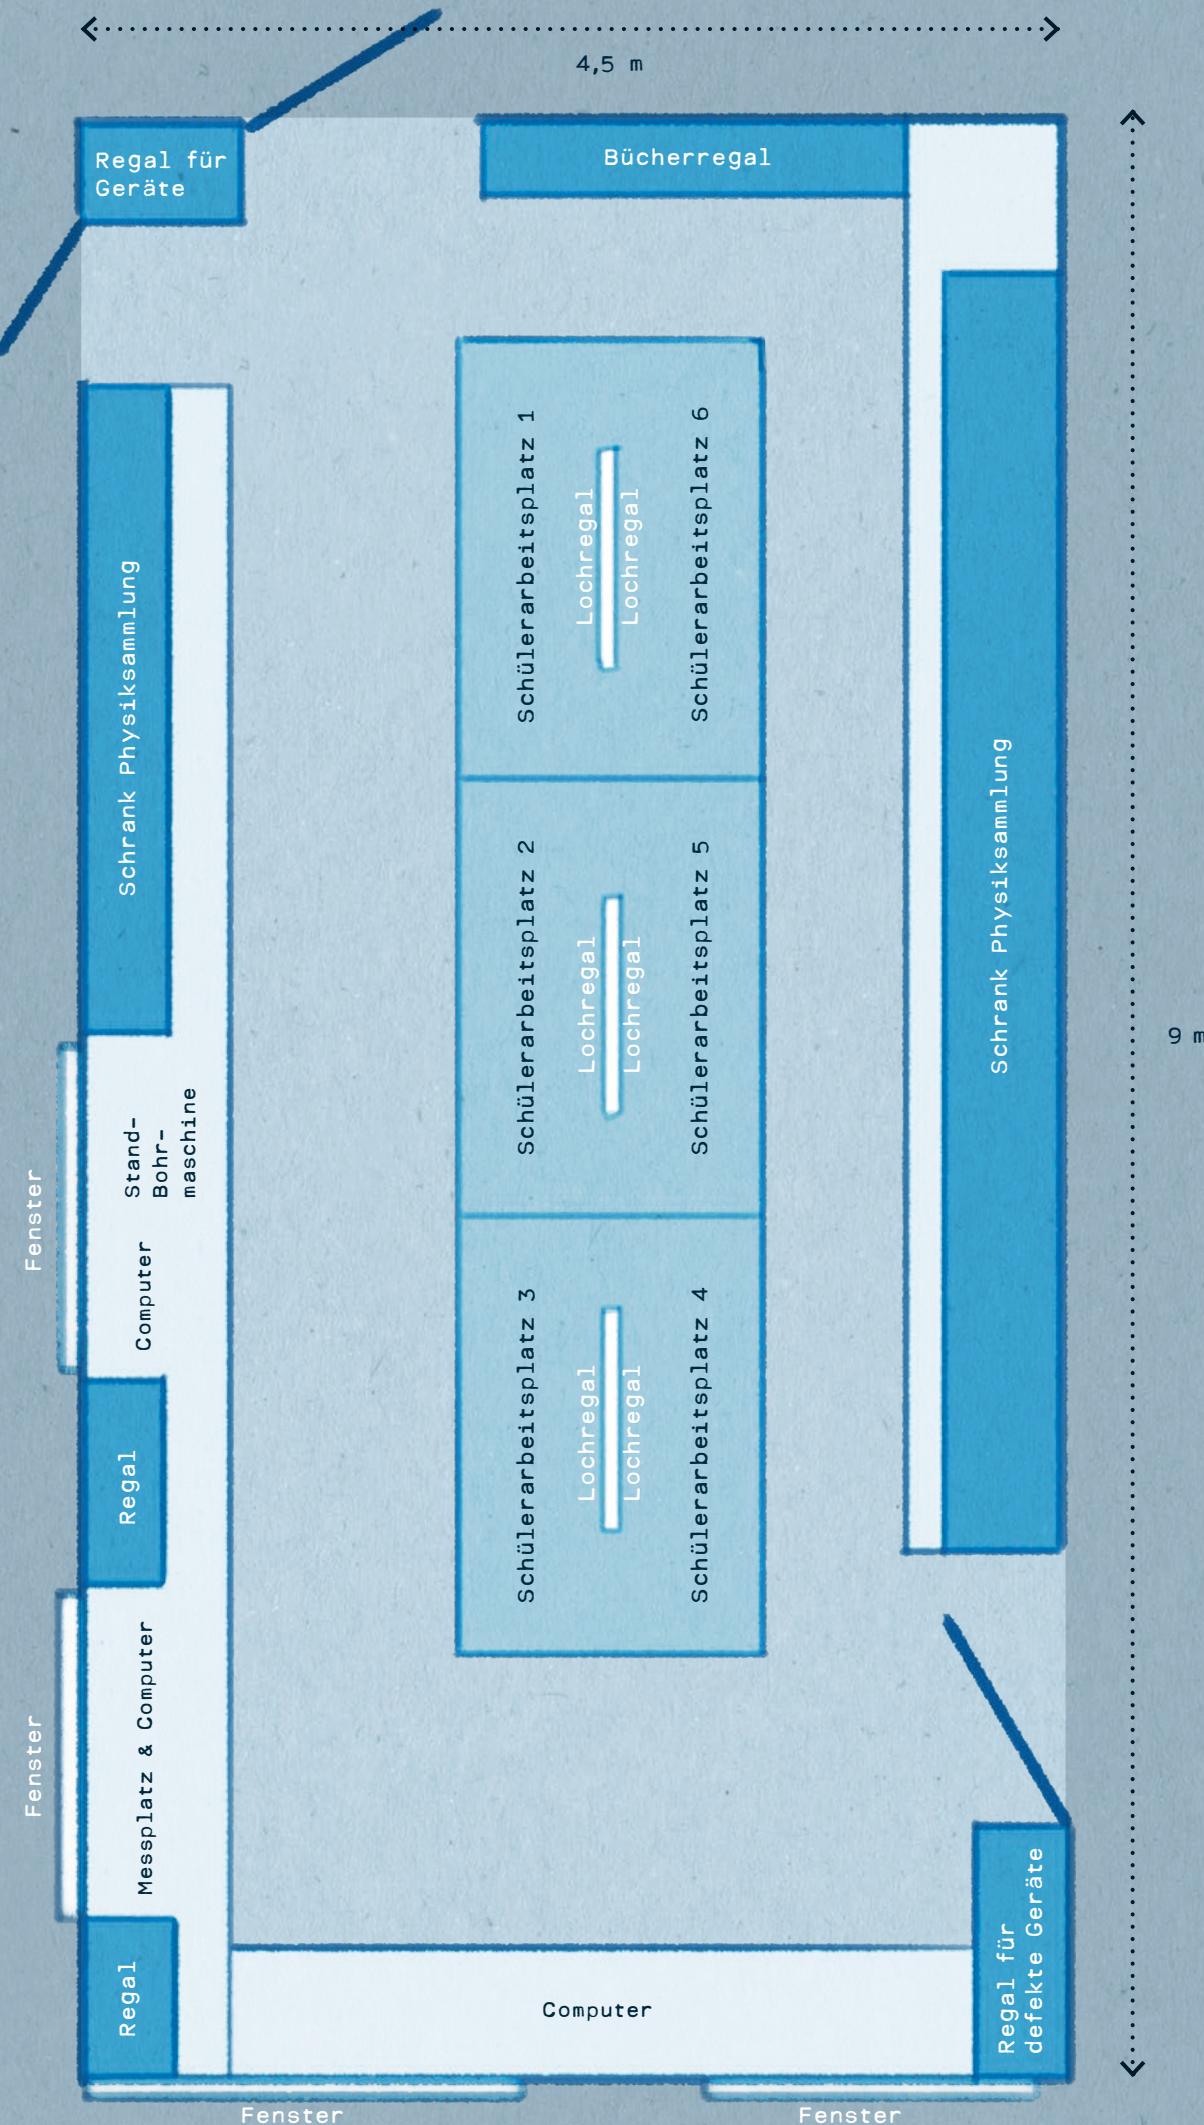 4,5 m
Regal für
Geräte
Bücherregal
Schülerarbeitsplatz 1
Lochregal
Lochregal
Schülerarbeitsplatz 6
Schrank Physiksammlung
Schrank Physiksammlung
Schülerarbeitsplatz 2
Lochregal
Lochregal
Schülerarbeitsplatz 5
9 m
Stand-
Bohr-
maschine
Fenster
Computer
Schülerarbeitsplatz 3
Lochregal
Lochregal
Schülerarbeitsplatz 4
Regal
Fenster
Messplatz & Computer
Regal
Computer
Regal für
defekte Geräte
Fenster
Fenster